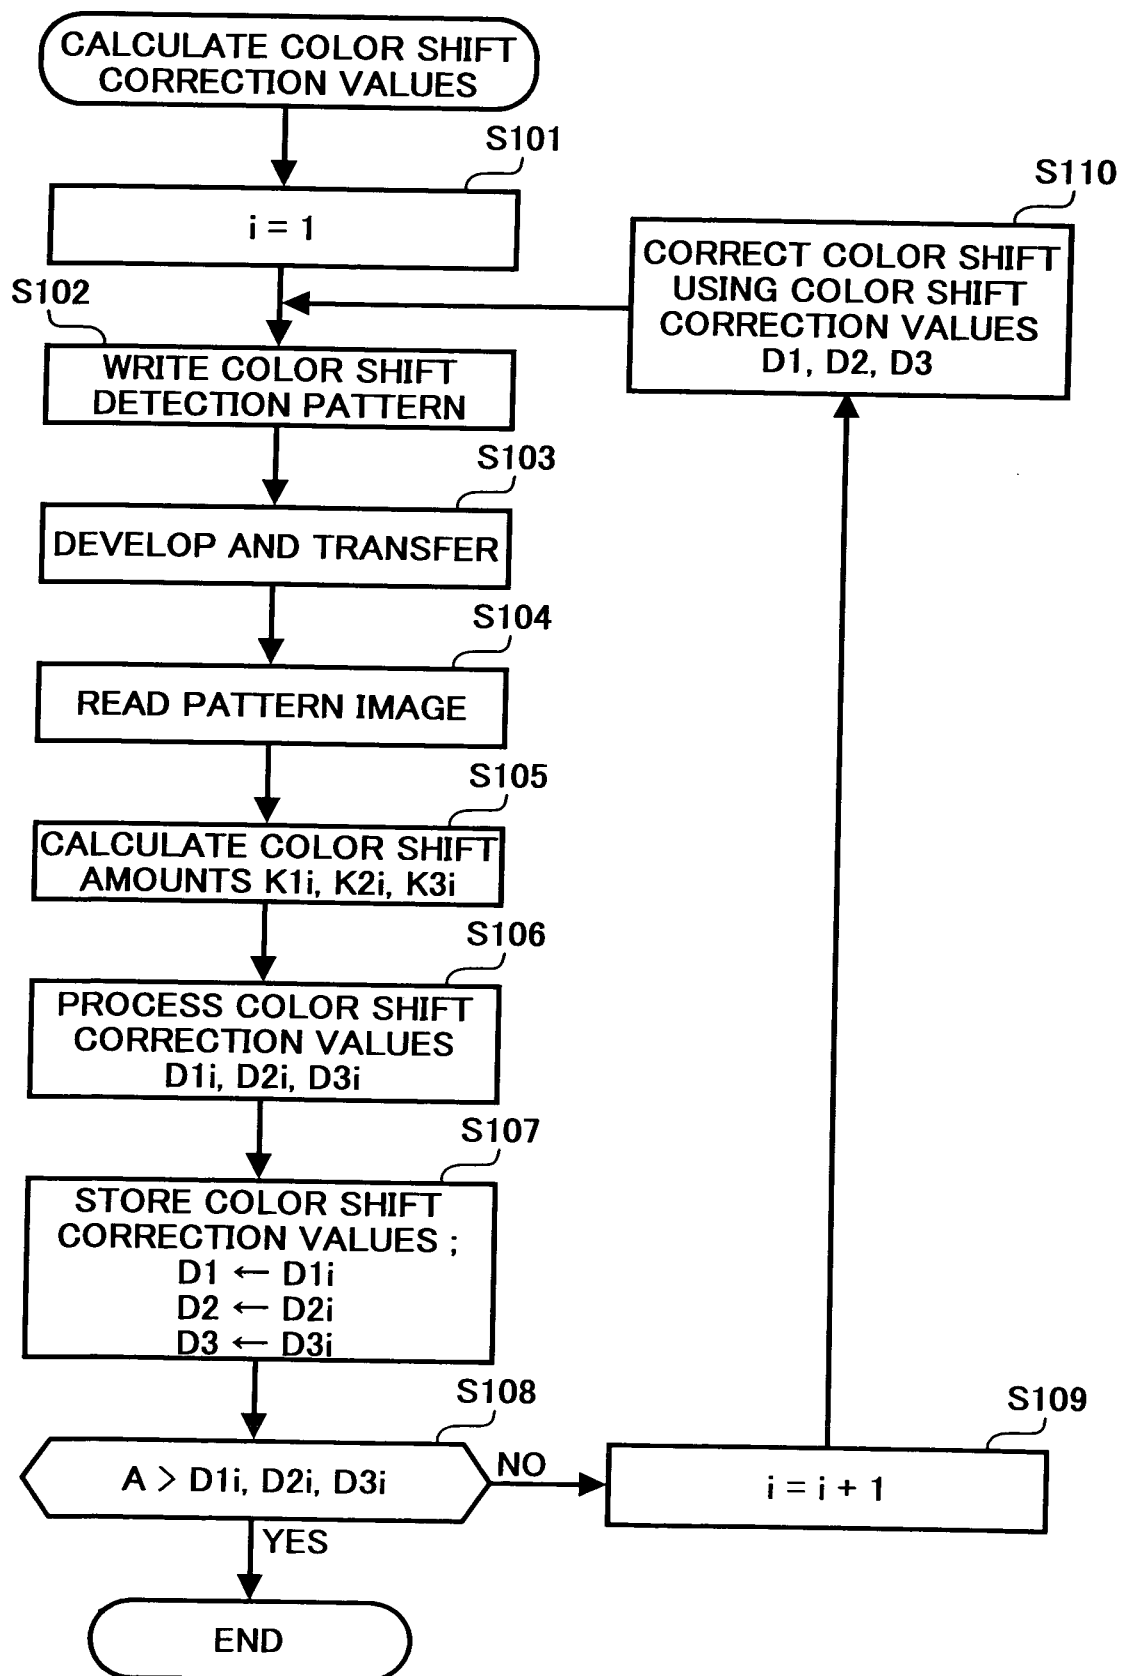 CALCULATE COLOR SHIFT
CORRECTION VALUES
S101
i = 1
S110
CORRECT COLOR SHIFT
USING COLOR SHIFT
CORRECTION VALUES
D1, D2, D3
S102
WRITE COLOR SHIFT
DETECTION PATTERN
S103
DEVELOP AND TRANSFER
S104
READ PATTERN IMAGE
S105
CALCULATE COLOR SHIFT
AMOUNTS K1i, K2i, K3i
S106
PROCESS COLOR SHIFT
CORRECTION VALUES
D1i, D2i, D3i
S107
STORE COLOR SHIFT
CORRECTION VALUES ;
D1 ← D1i
D2 ← D2i
D3 ← D3i
S108
A > D1i, D2i, D3i
NO
S109
i = i + 1
YES
END